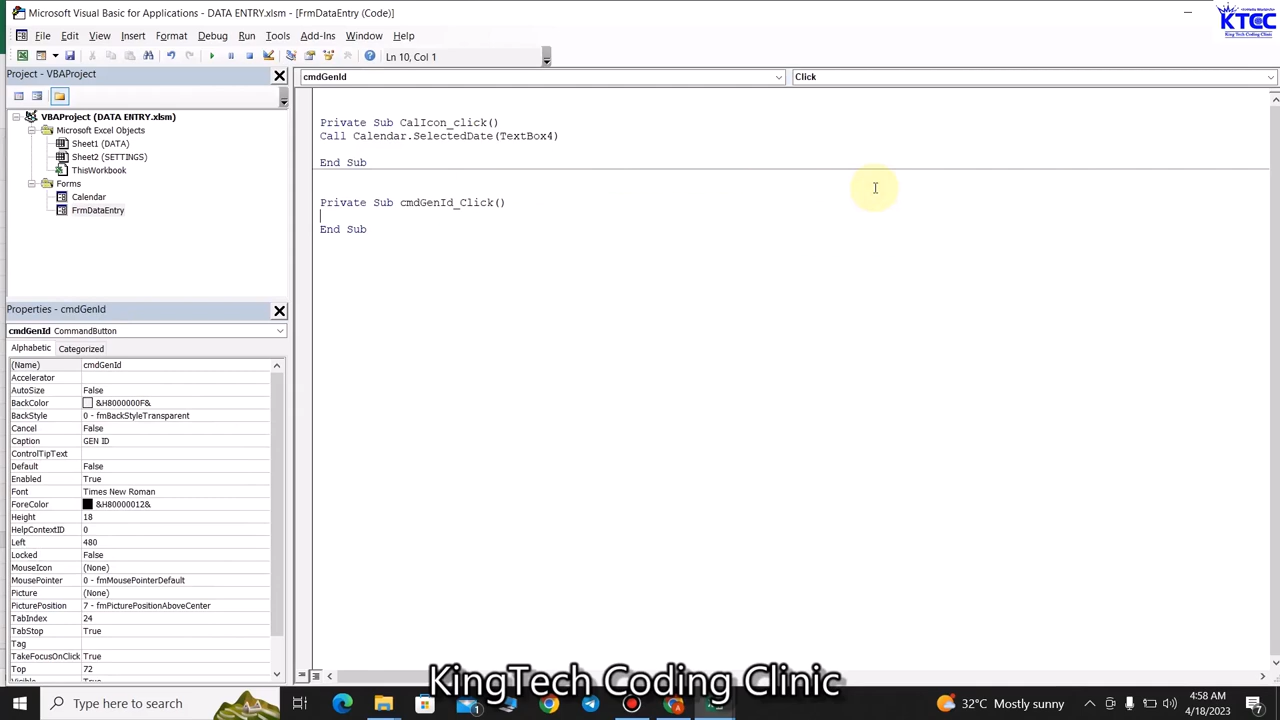 Microsoft Visual Basic for Applications - DATA ENTRY.xlsm - [FrmDataEntry (Code)]
KTCC
King Tech Coding Clinic
File Edit View Insert Format Debug Run Tools Add-Ins Window Help
Ln 10, Col 1
Project - VBAProject
cmdGenId
Click
VBAProject (DATA ENTRY.xlsm)
Microsoft Excel Objects
Sheet1 (DATA)
Sheet2 (SETTINGS)
ThisWorkbook
Forms
Calendar
FrmDataEntry
Private Sub CalIcon_click()
Call Calendar.SelectedDate(TextBox4)
End Sub
Private Sub cmdGenId_Click()
End Sub
Properties - cmdGenId
cmdGenId CommandButton
Alphabetic Categorized
(Name) cmdGenId
Accelerator
AutoSize False
BackColor &H8000000F&
BackStyle 0 - fmBackStyleTransparent
Cancel False
Caption GEN ID
ControlTipText
Default False
Enabled True
Font Times New Roman
ForeColor &H80000012&
Height 18
HelpContextID 0
Left 480
Locked False
MouseIcon (None)
MousePointer 0 - fmMousePointerDefault
Picture (None)
PicturePosition 7 - fmPicturePositionAboveCenter
TabIndex 24
TabStop True
Tag
TakeFocusOnClick True
Top 72
KingTech Coding Clinic
Type here to search
32°C Mostly sunny
4:58 AM
4/18/2023
7